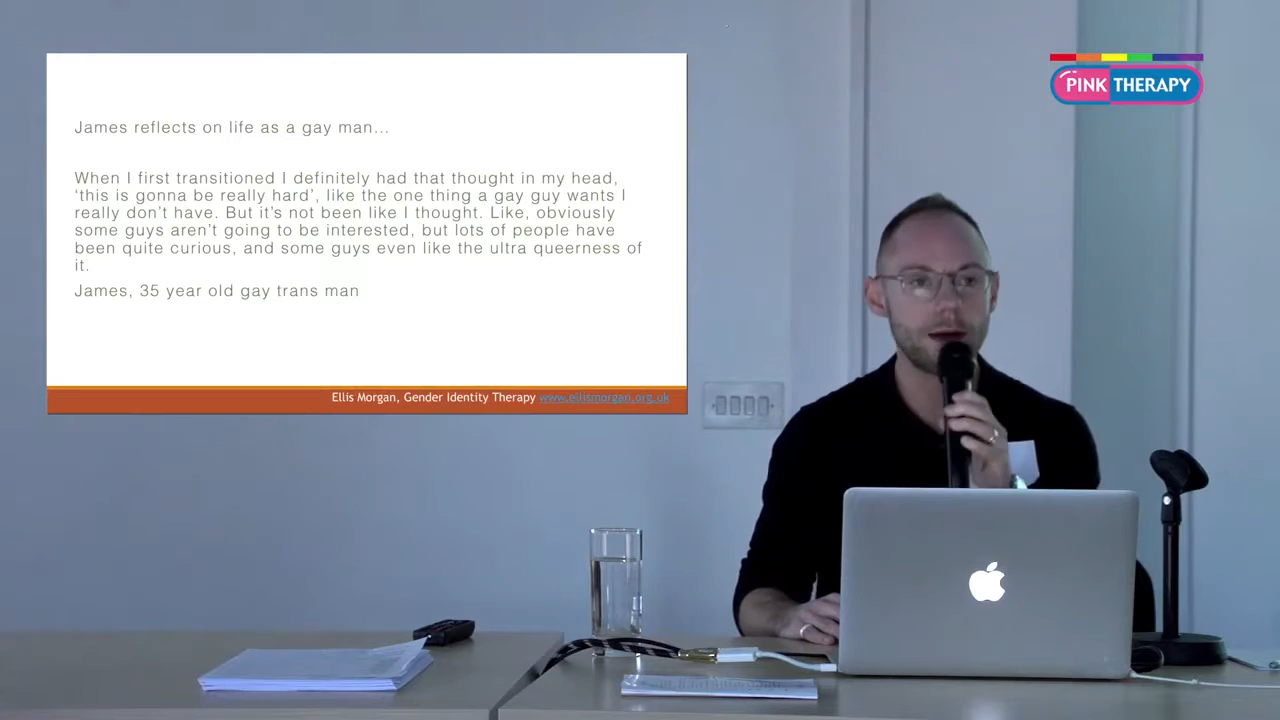 James reflects on life as a gay man...
When I first transitioned I definitely had that thought in my head,
‘this is gonna be really hard’, like the one thing a gay guy wants I
really don’t have. But it’s not been like I thought. Like, obviously
some guys aren’t going to be interested, but lots of people have
been quite curious, and some guys even like the ultra queerness of
it.
James, 35 year old gay trans man
Ellis Morgan, Gender Identity Therapy www.ellismorgan.org.uk
PINK THERAPY